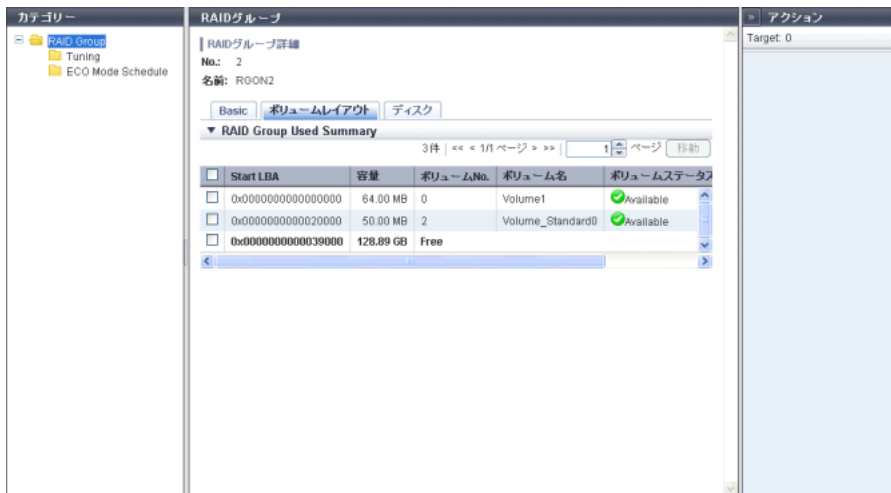 カテゴリー
RAID Group
Tuning
ECO Mode Schedule
RAIDグループ
RAIDグループ詳細
No.: 2
名前: RGON2
Basic ボリュームレイアウト ディスク
▼ RAID Group Used Summary
3件 | << < 1/1 ページ > >> | 1 ページ 移動
Start LBA 容量 ボリュームNo. ボリューム名 ボリュームステータス
0x0000000000000000 64.00 MB 0 Volume1 Available
0x0000000000020000 50.00 MB 2 Volume_Standard0 Available
0x0000000000039000 128.89 GB Free
» アクション
Target: 0